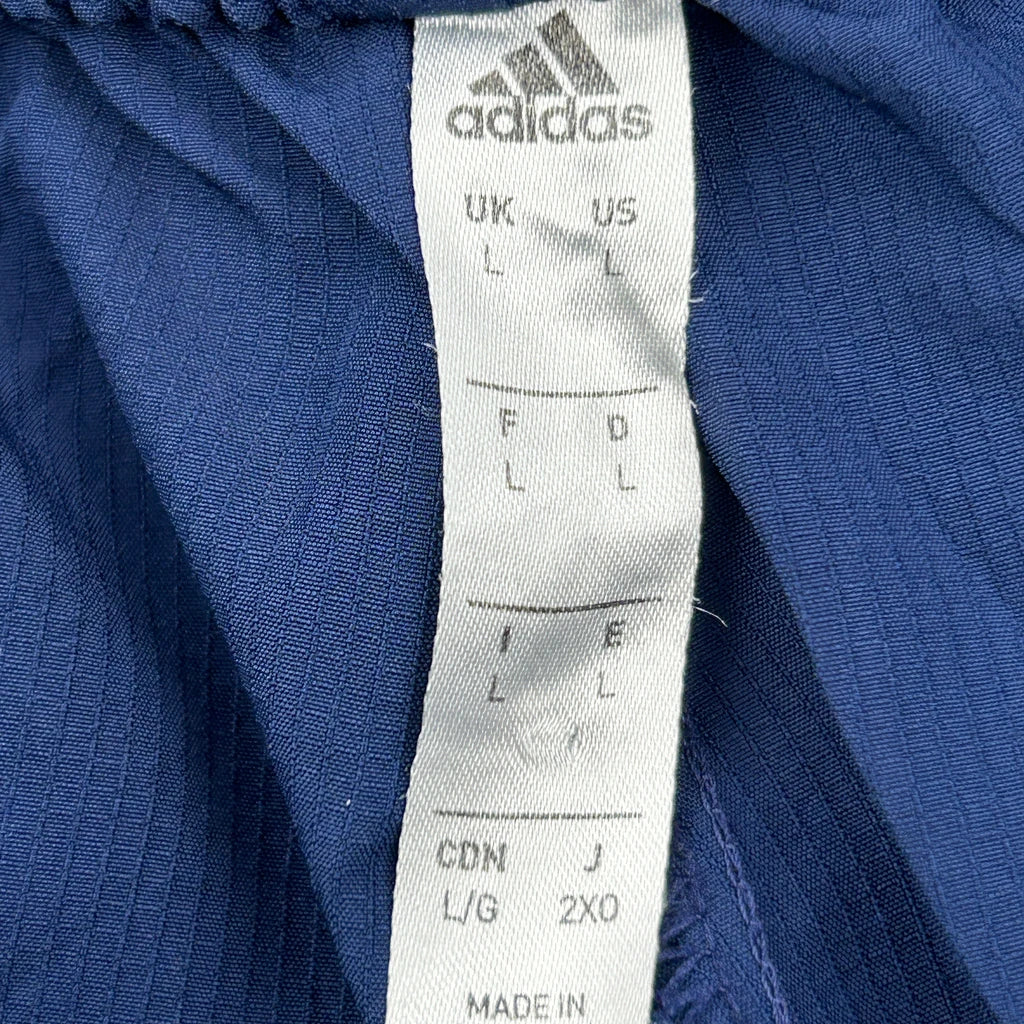 adidas
UK US
L L
F D
L L
I E
L L
CDN J
L/G 2XO
MADE IN